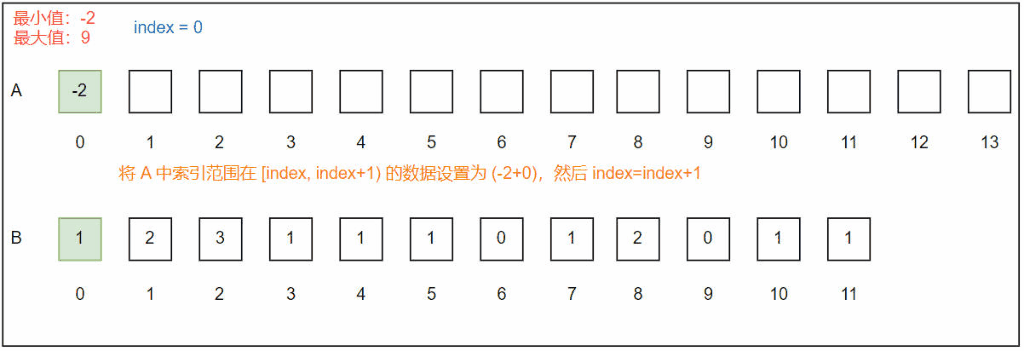 最小值：-2
最大值：9
index = 0
A -2
0 1 2 3 4 5 6 7 8 9 10 11 12 13
将 A 中索引范围在 [index, index+1) 的数据设置为 (-2+0)，然后 index=index+1
B 1 2 3 1 1 1 0 1 2 0 1 1
0 1 2 3 4 5 6 7 8 9 10 11